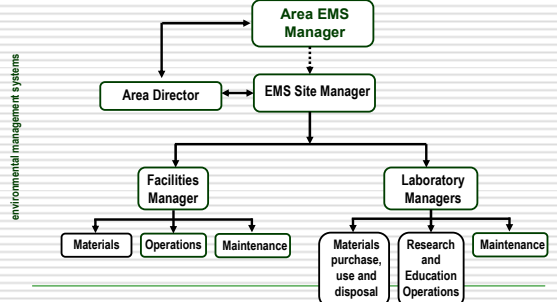 Area EMS
Manager
environmental management systems
Area Director
EMS Site Manager
Facilities
Manager
Laboratory
Managers
Materials
Operations
Maintenance
Materials
purchase,
use and
disposal
Research
and
Education
Operations
Maintenance